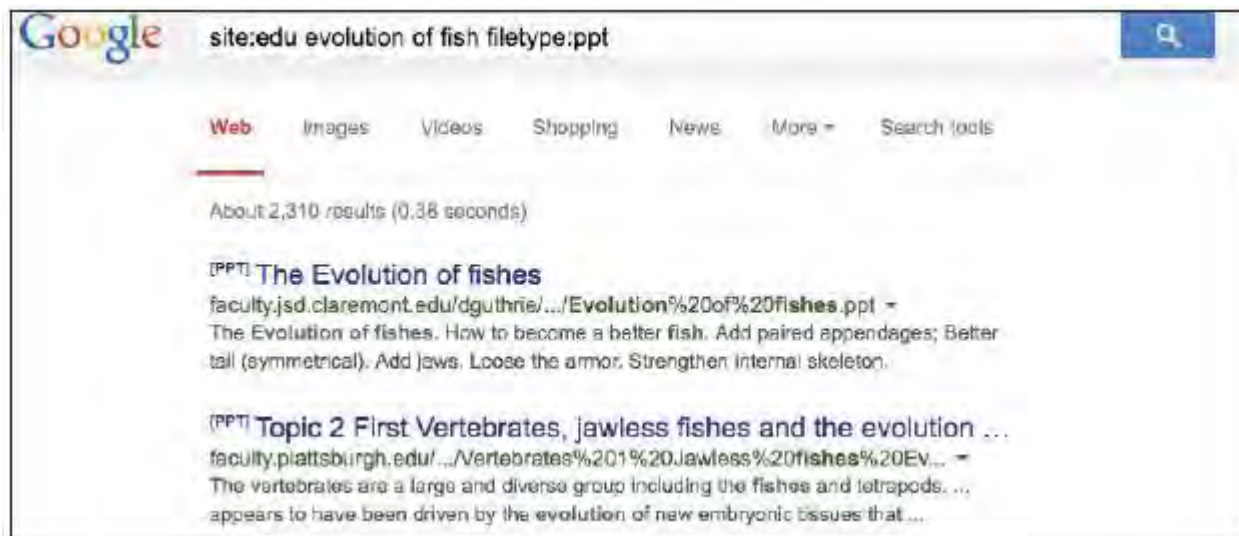 Google
site:edu evolution of fish filetype:ppt
Web Images Videos Shopping News More Search tools
About 2,310 results (0.38 seconds)
[PPT] The Evolution of fishes
faculty.jsd.claremont.edu/dguthrie/.../Evolution%20of%20fishes.ppt
The Evolution of fishes. How to become a better fish. Add paired appendages; Better
tail (symmetrical). Add jaws. Loose the armor. Strengthen internal skeleton.
[PPT] Topic 2 First Vertebrates, jawless fishes and the evolution ...
faculty.plattsburgh.edu/.../Vertebrates%201%20Jawless%20fishes%20Ev...
The vertebrates are a large and diverse group including the fishes and tetrapods. ...
appears to have been driven by the evolution of new embryonic tissues that ...